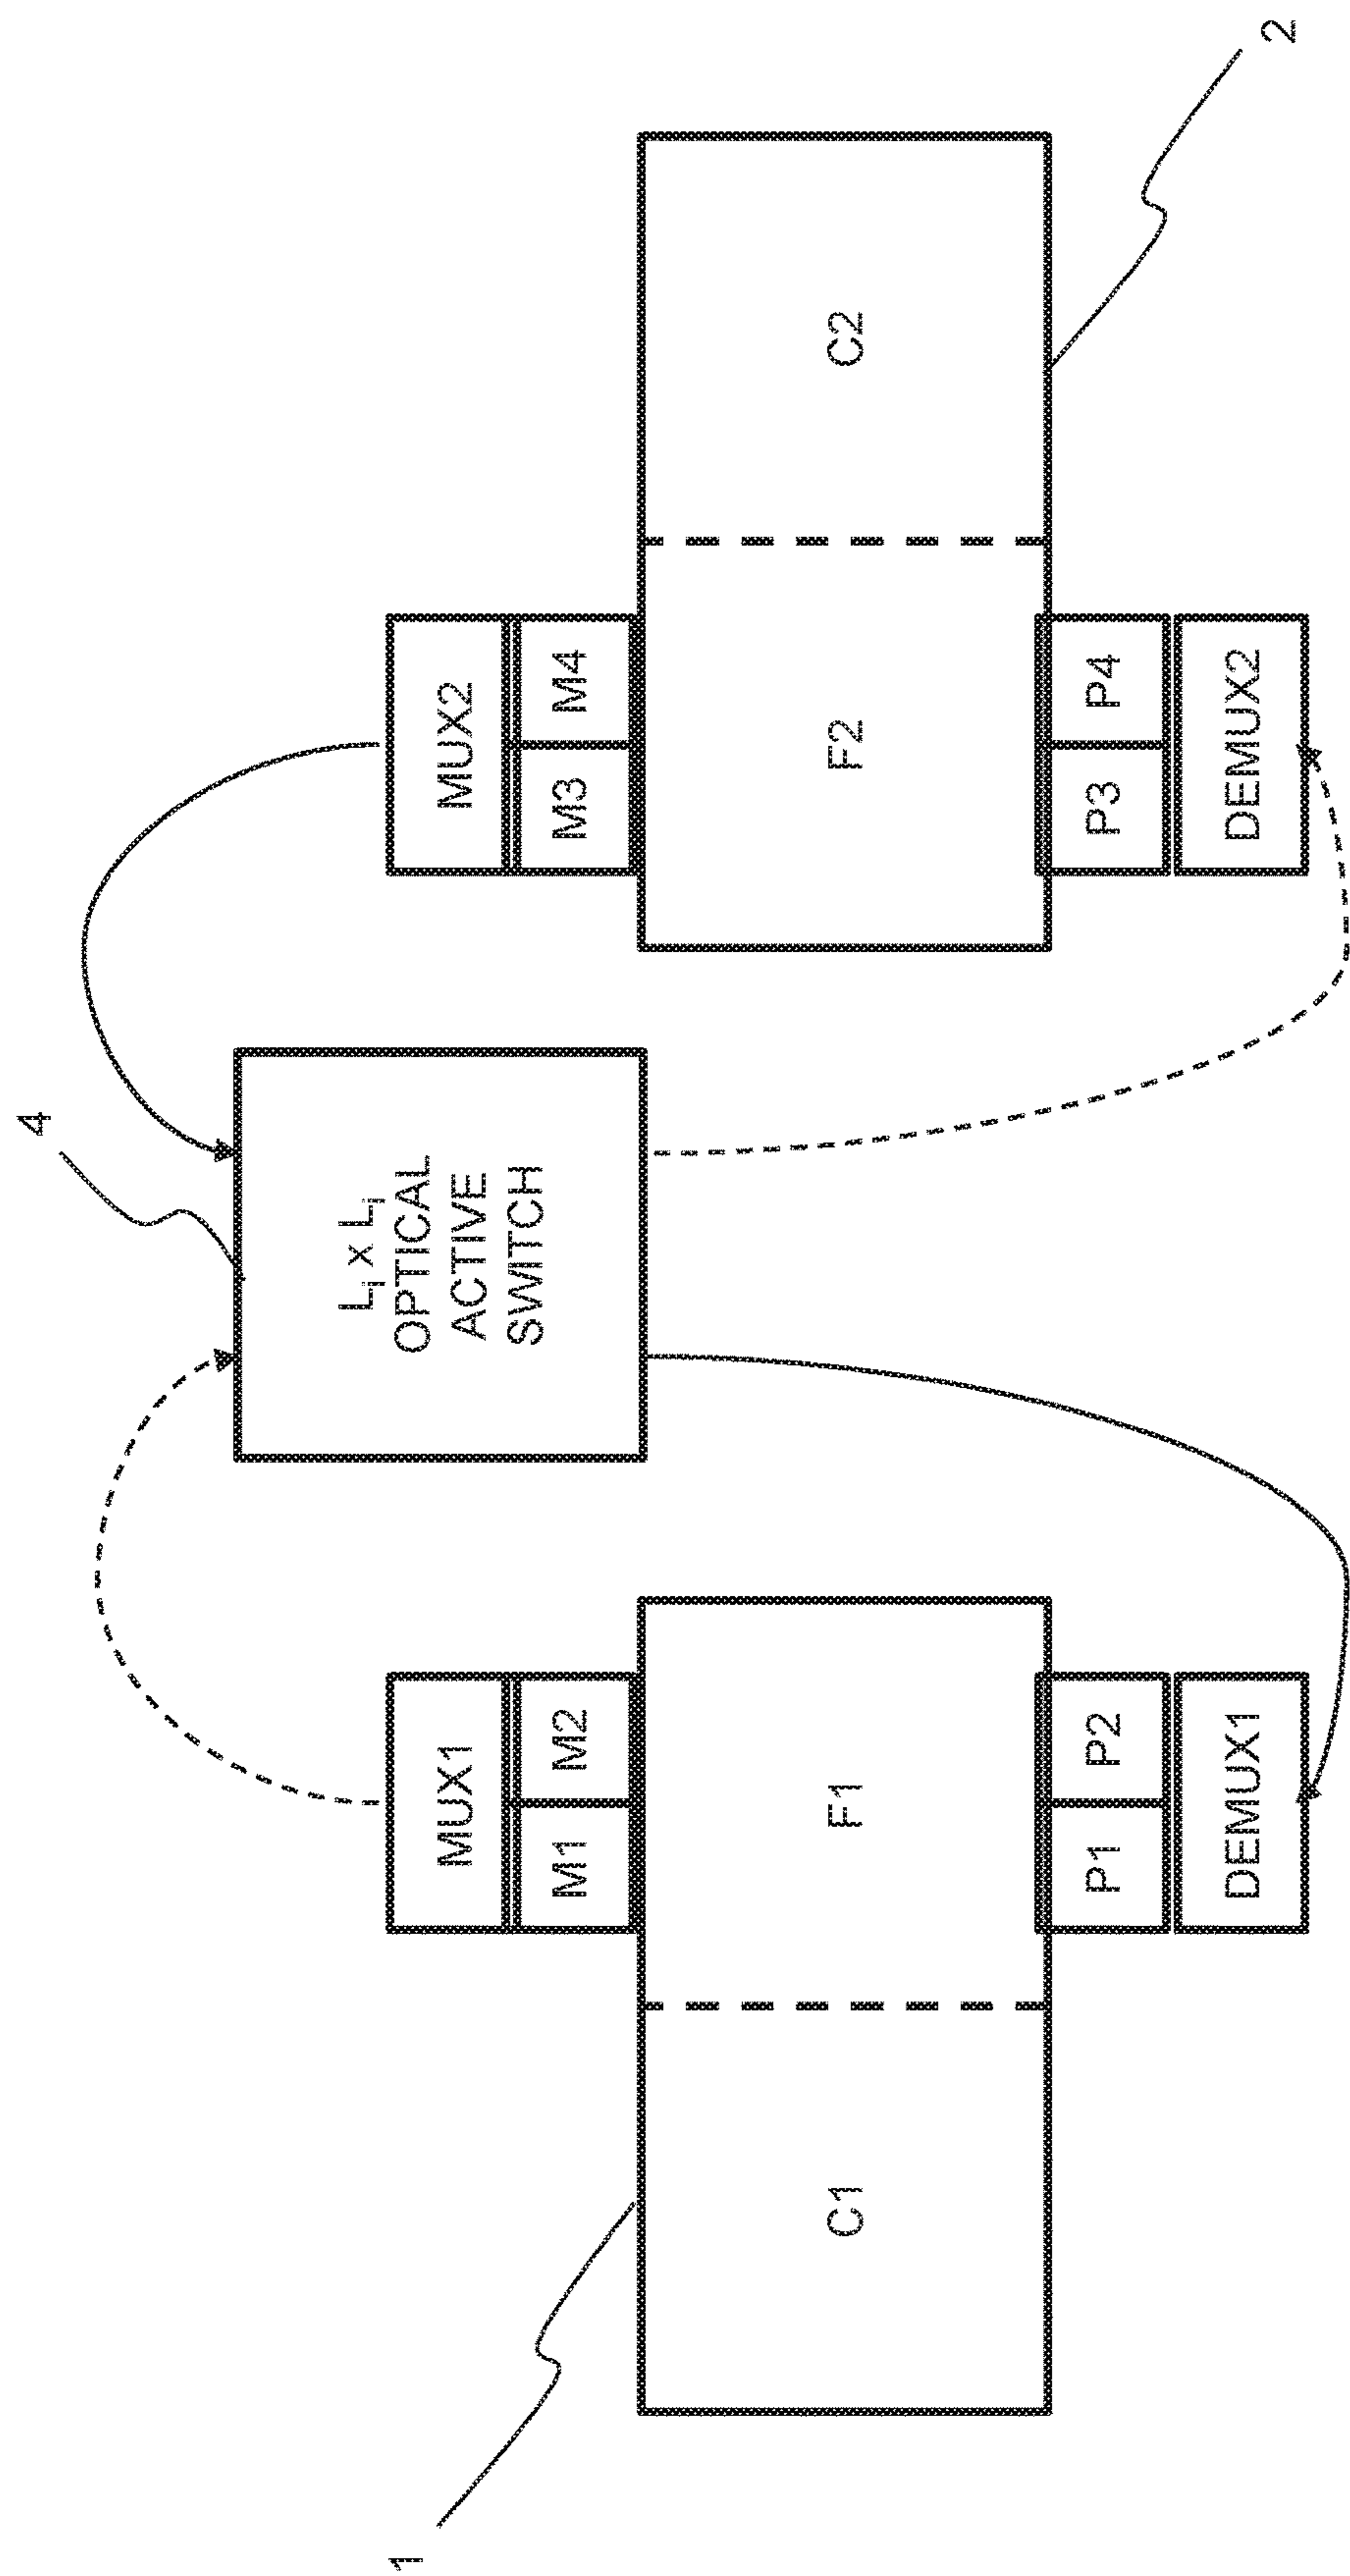 4
Li x Li
OPTICAL
ACTIVE
SWITCH
MUX1
M1 M2
MUX2
M3 M4
1
C1 F1
F2 C2
P1 P2
DEMUX1
P3 P4
DEMUX2
2